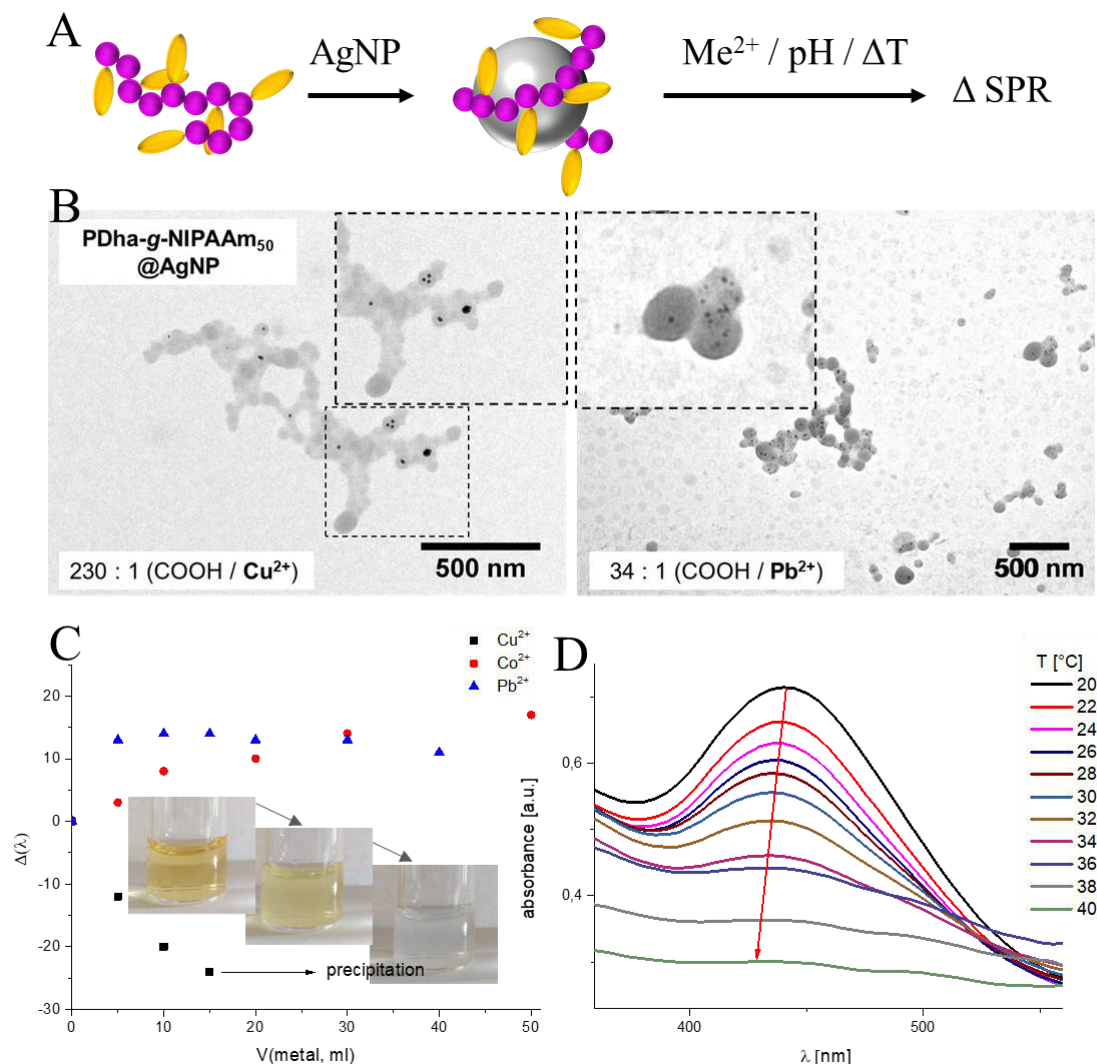 A
AgNP
Me²⁺ / pH / ΔT
Δ SPR
B
PDha-g-NIPAAm₅₀
@AgNP
230 : 1 (COOH / Cu²⁺)
500 nm
34 : 1 (COOH / Pb²⁺)
500 nm
C
Cu²⁺
Co²⁺
Pb²⁺
20
10
0
-10
-20
-30
Δ(λ)
precipitation
0
10
20
30
40
50
V(metal, ml)
D
T [°C]
20
22
24
26
28
30
32
34
36
38
40
0,6
0,4
absorbance [a.u.]
400
500
λ [nm]